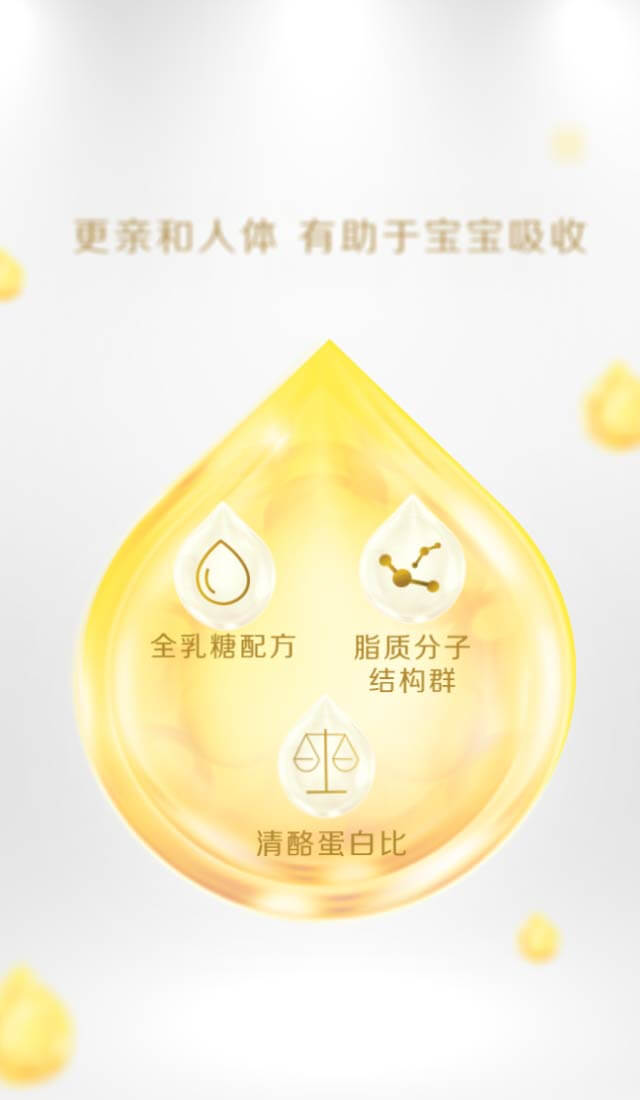 更亲和人体 有助于宝宝吸收
全乳糖配方
脂质分子
结构群
清酪蛋白比